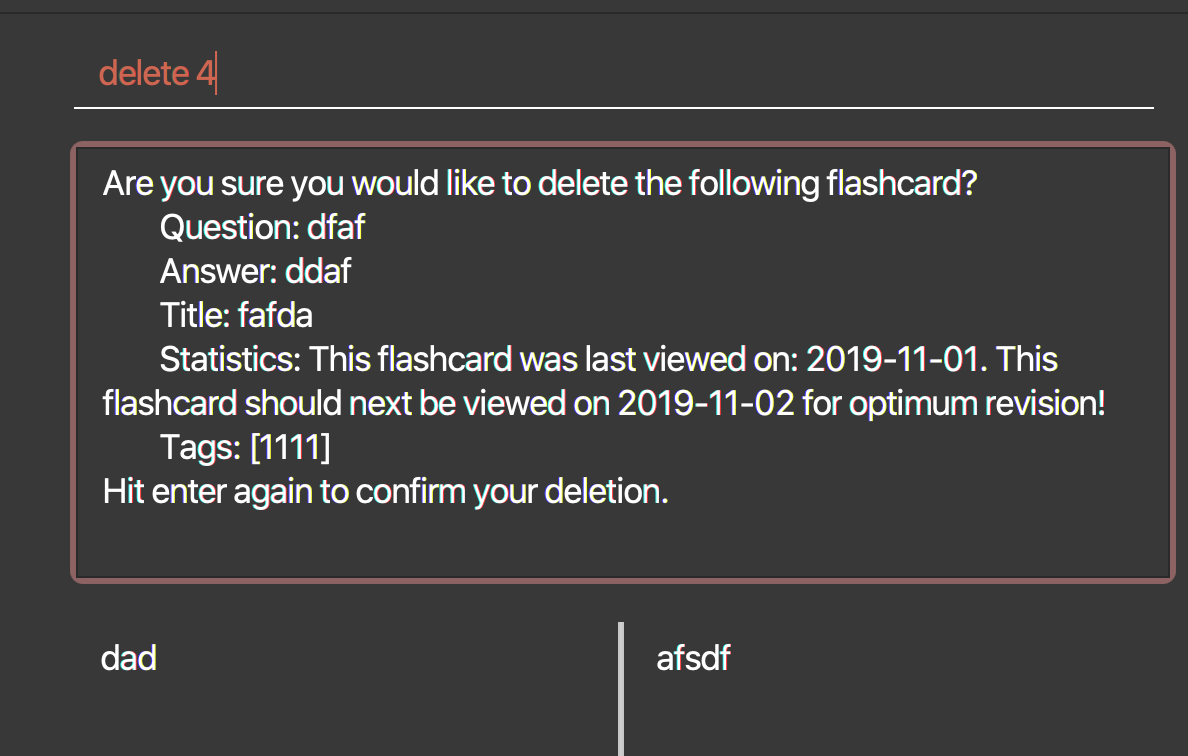 delete 4
Are you sure you would like to delete the following flashcard?
Question: dfaf
Answer: ddaf
Title: fafda
Statistics: This flashcard was last viewed on: 2019-11-01. This
flashcard should next be viewed on 2019-11-02 for optimum revision!
Tags: [1111]
Hit enter again to confirm your deletion.
dad
afsdf